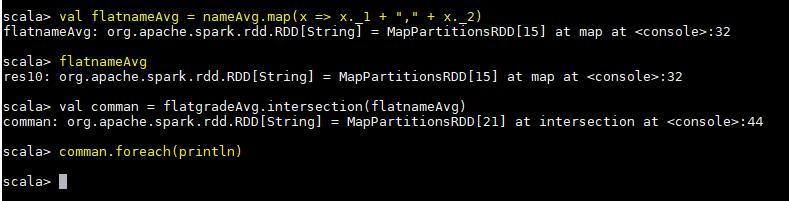 scala> val flatnameAvg = nameAvg.map(x => x._1 + "," + x._2)
flatnameAvg: org.apache.spark.rdd.RDD[String] = MapPartitionsRDD[15] at map at <console>:32
scala> flatnameAvg
res10: org.apache.spark.rdd.RDD[String] = MapPartitionsRDD[15] at map at <console>:32
scala> val comman = flatgradeAvg.intersection(flatnameAvg)
comman: org.apache.spark.rdd.RDD[String] = MapPartitionsRDD[21] at intersection at <console>:44
scala> comman.foreach(println)
scala>